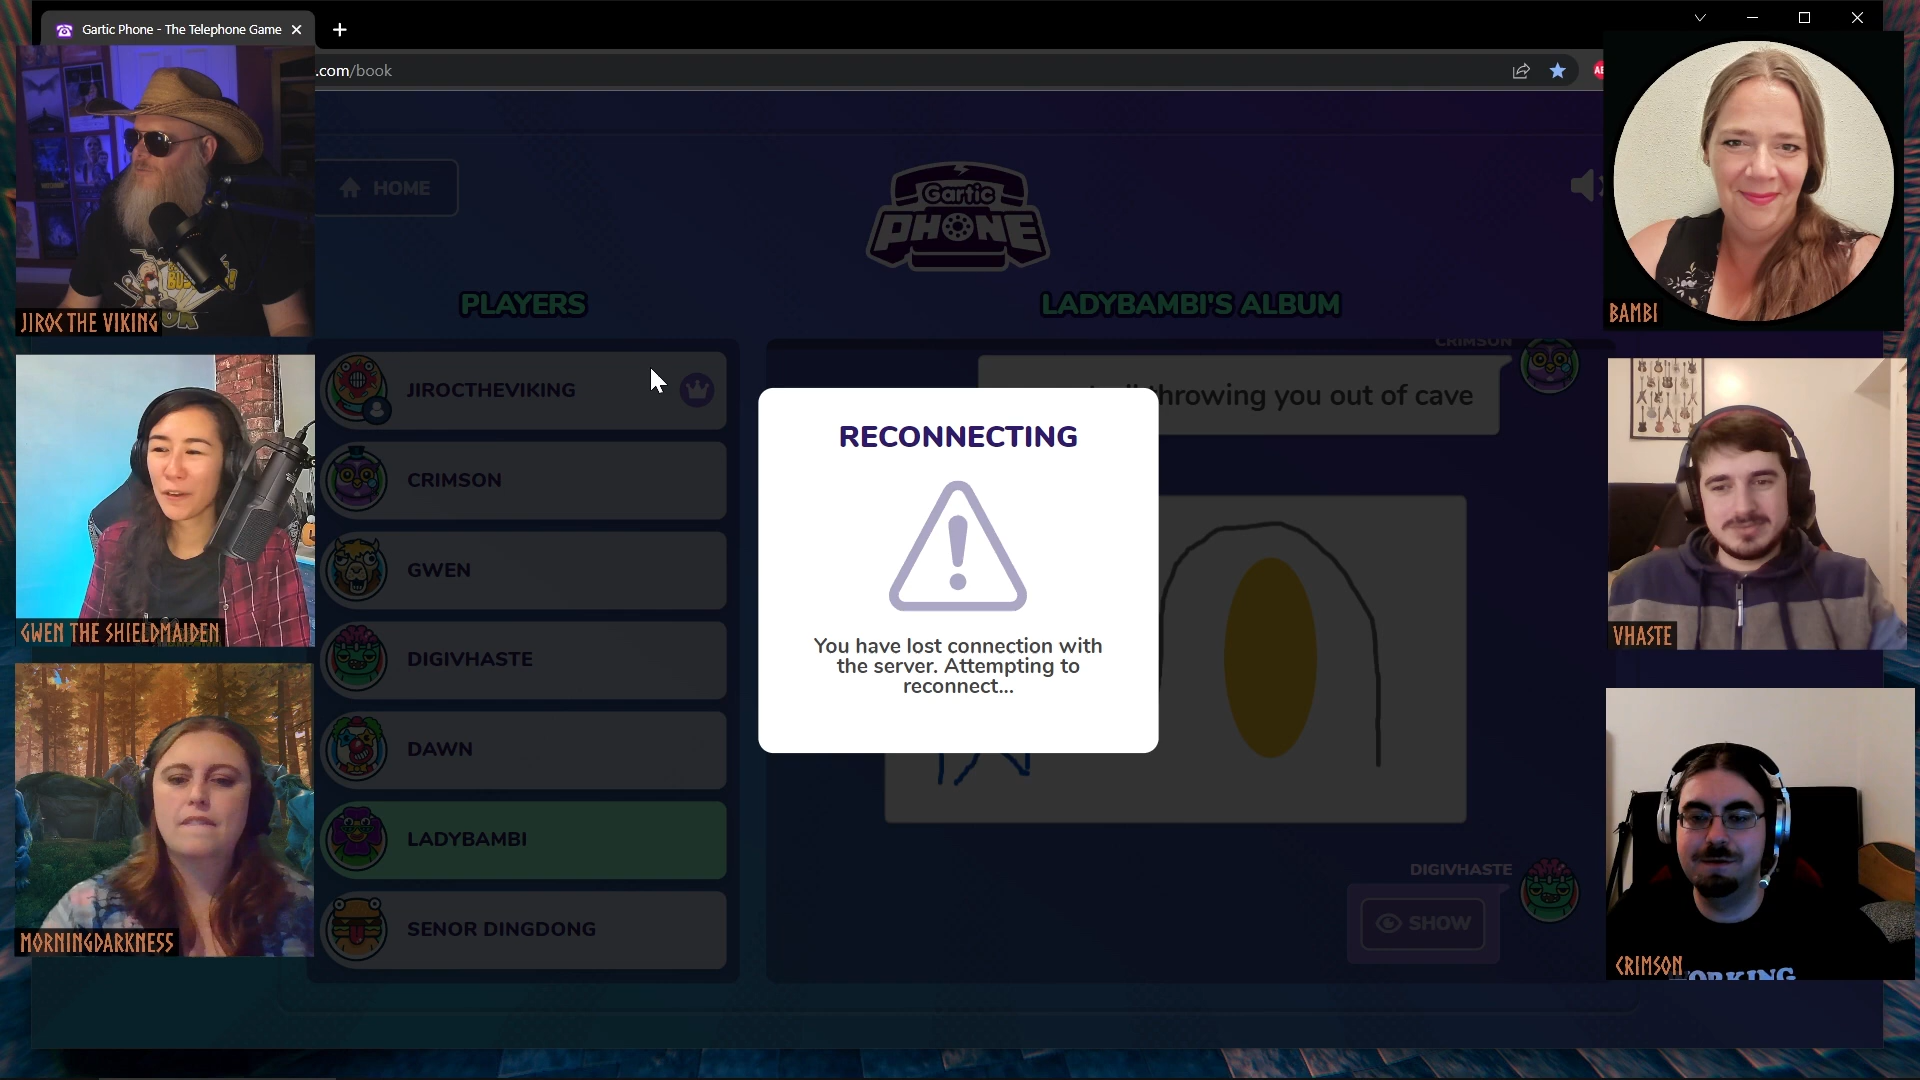 Gartic Phone - The Telephone Game
.com/book
HOME
Gartic
PHONE
PLAYERS
LADYBAMBI'S ALBUM
JIROCTHEVIKING
CRIMSON
GWEN
DIGIVHASTE
DAWN
LADYBAMBI
SENOR DINGDONG
CRIMSON
throwing you out of cave
RECONNECTING
You have lost connection with
the server. Attempting to
reconnect...
DIGIVHASTE
SHOW
JIROC THE VIKING
GWEN THE SHIELDMAIDEN
MORNINGDARKNESS
BAMBI
VHASTE
CRIMSON